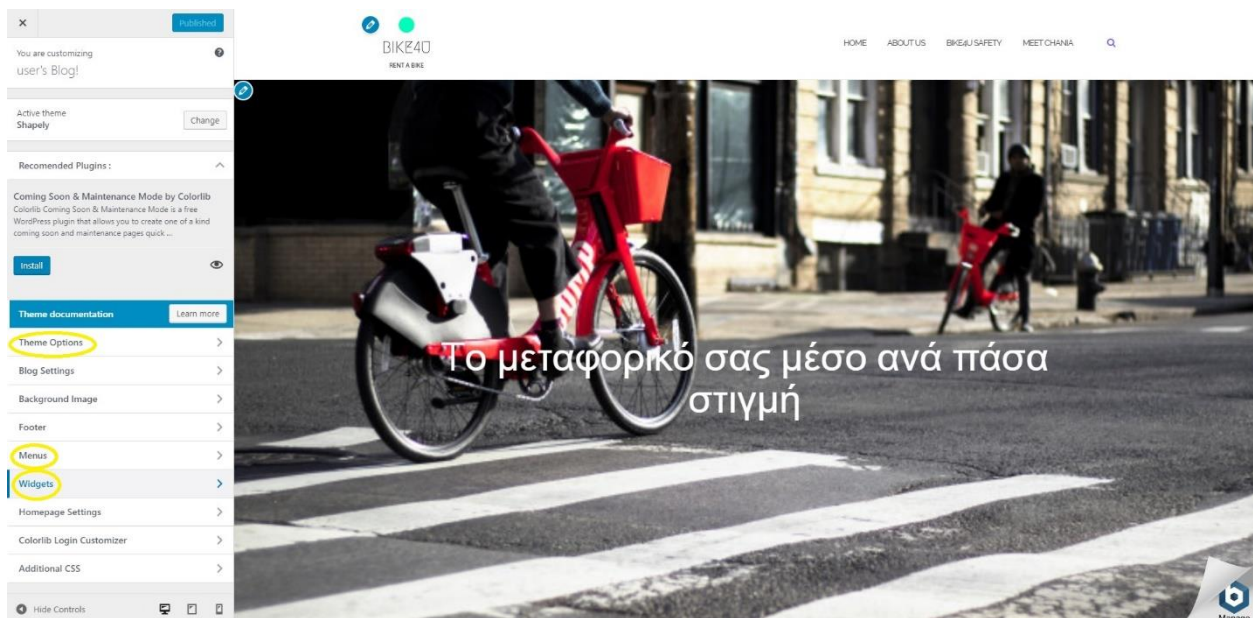 Published
You are customizing
user's Blog!
Active theme
Shapely
Change
Recomended Plugins :
Coming Soon & Maintenance Mode by Colorlib
Colorlib Coming Soon & Maintenance Mode is a free
WordPress plugin that allows you to create one of a kind
coming soon and maintenance pages quick ...
Install
Theme documentation
Learn more
Theme Options
Blog Settings
Background Image
Footer
Menus
Widgets
Homepage Settings
Colorlib Login Customizer
Additional CSS
Hide Controls
BIKE4U
RENT A BIKE
HOME ABOUT US BIKE4U SAFETY MEET CHANIA
JUMP
Το μεταφορικό σας μέσο ανά πάσα
στιγμή
Manage